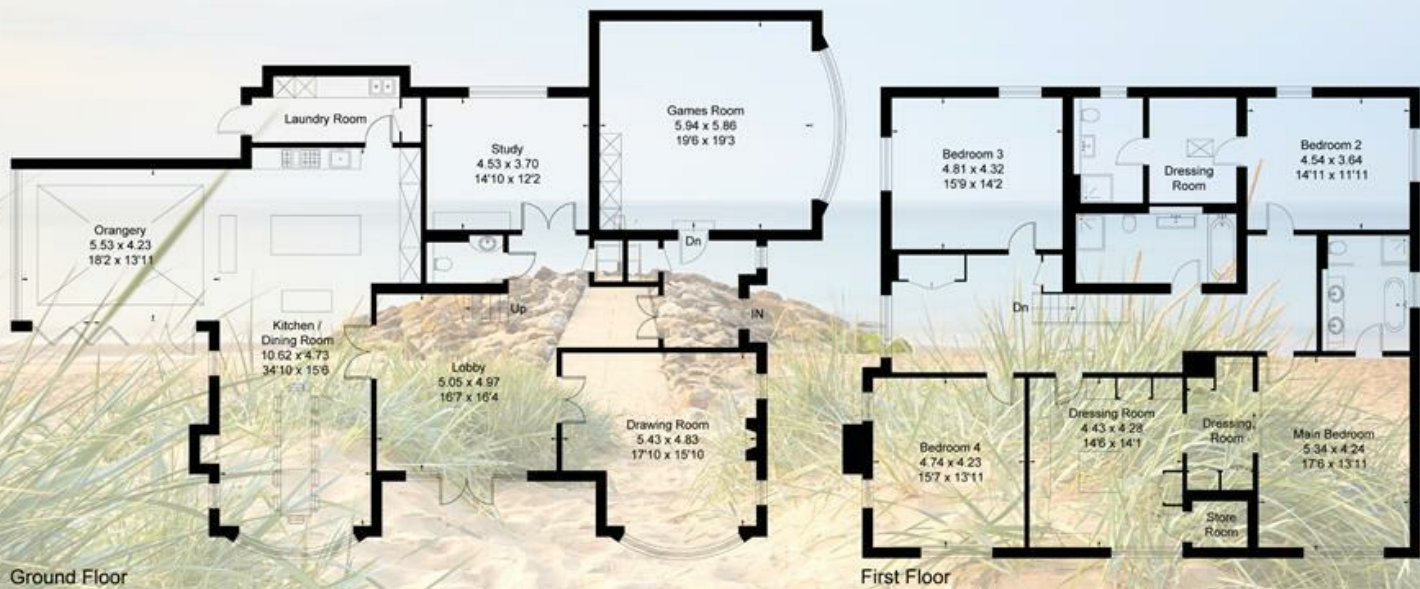 Laundry Room
Games Room
5.94 x 5.86
19'6 x 19'3
Study
4.53 x 3.70
14'10 x 12'2
Orangery
5.53 x 4.23
18'2 x 13'11
Dn
Up
IN
Kitchen /
Dining Room
10.62 x 4.73
34'10 x 15'6
Lobby
5.05 x 4.97
16'7 x 16'4
Drawing Room
5.43 x 4.83
17'10 x 15'10
Ground Floor
Bedroom 3
4.81 x 4.32
15'9 x 14'2
Dressing
Room
Bedroom 2
4.54 x 3.64
14'11 x 11'11
Dn
Bedroom 4
4.74 x 4.23
15'7 x 13'11
Dressing Room
4.43 x 4.28
14'6 x 14'1
Dressing
Room
Main Bedroom
5.34 x 4.24
17'6 x 13'11
Store
Room
First Floor